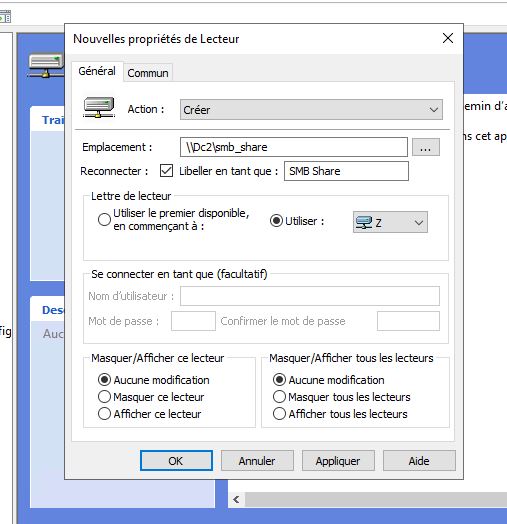 Nouvelles propriétés de Lecteur
Général
Commun
Action :
Créer
emin d'a
Trai
ns cet ap
Emplacement :
\\Dc2\smb_share
...
Reconnecter :
Libeller en tant que :
SMB Share
Lettre de lecteur
Utiliser le premier disponible,
en commençant à :
Utiliser :
Z
Se connecter en tant que (facultatif)
Nom d'utilisateur :
Desc
Mot de passe :
Confirmer le mot de passe
fig
Auc
Masquer/Afficher ce lecteur
Masquer/Afficher tous les lecteurs
Aucune modification
Aucune modification
Masquer ce lecteur
Masquer tous les lecteurs
Afficher ce lecteur
Afficher tous les lecteurs
OK
Annuler
Appliquer
Aide